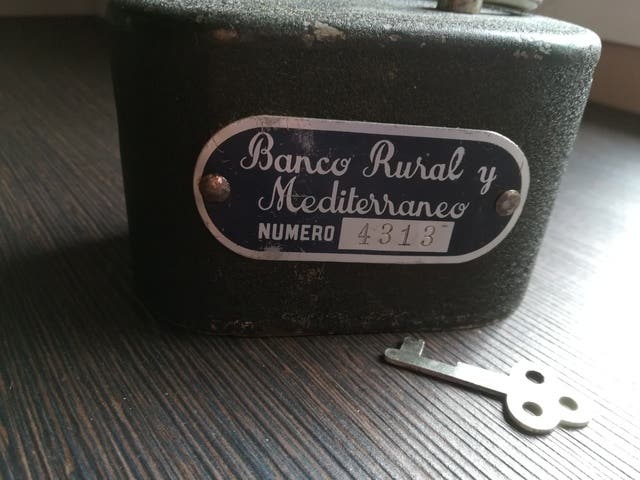 Banco Rural y
Mediterraneo
NUMERO 4313